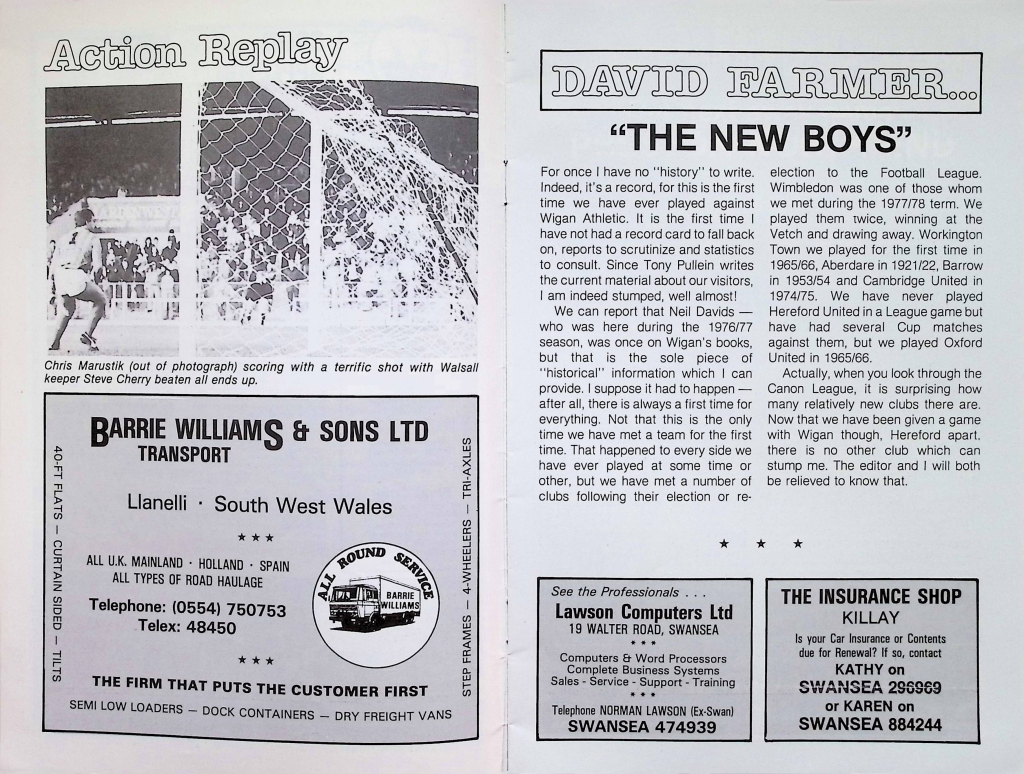 Action Replay
Chris Marustik (out of photograph) scoring with a terrific shot with Walsall
keeper Steve Cherry beaten all ends up.
BARRIE WILLIAMS & SONS LTD
TRANSPORT
Llanelli · South West Wales
★ ★ ★
ALL U.K. MAINLAND · HOLLAND · SPAIN
ALL TYPES OF ROAD HAULAGE
Telephone: (0554) 750753
Telex: 48450
★ ★ ★
ALL ROUND SERVICE
BARRIE
WILLIAMS
THE FIRM THAT PUTS THE CUSTOMER FIRST
SEMI LOW LOADERS — DOCK CONTAINERS — DRY FREIGHT VANS
40-FT FLATS — CURTAIN SIDED — TILTS
STEP FRAMES — 4-WHEELERS — TRI-AXLES
DAVID FARMER...
"THE NEW BOYS"
For once I have no "history" to write.
Indeed, it's a record, for this is the first
time we have ever played against
Wigan Athletic. It is the first time I
have not had a record card to fall back
on, reports to scrutinize and statistics
to consult. Since Tony Pullein writes
the current material about our visitors,
I am indeed stumped, well almost!
We can report that Neil Davids —
who was here during the 1976/77
season, was once on Wigan's books,
but that is the sole piece of
"historical" information which I can
provide. I suppose it had to happen —
after all, there is always a first time for
everything. Not that this is the only
time we have met a team for the first
time. That happened to every side we
have ever played at some time or
other, but we have met a number of
clubs following their election or re-
election to the Football League.
Wimbledon was one of those whom
we met during the 1977/78 term. We
played them twice, winning at the
Vetch and drawing away. Workington
Town we played for the first time in
1965/66, Aberdare in 1921/22, Barrow
in 1953/54 and Cambridge United in
1974/75. We have never played
Hereford United in a League game but
have had several Cup matches
against them, but we played Oxford
United in 1965/66.
Actually, when you look through the
Canon League, it is surprising how
many relatively new clubs there are.
Now that we have been given a game
with Wigan though, Hereford apart,
there is no other club which can
stump me. The editor and I will both
be relieved to know that.
★ ★ ★
See the Professionals . . .
Lawson Computers Ltd
19 WALTER ROAD, SWANSEA
★ ★ ★
Computers & Word Processors
Complete Business Systems
Sales - Service - Support - Training
★ ★ ★
Telephone NORMAN LAWSON (Ex-Swan)
SWANSEA 474939
THE INSURANCE SHOP
KILLAY
Is your Car Insurance or Contents
due for Renewal? If so, contact
KATHY on
SWANSEA 296969
or KAREN on
SWANSEA 884244